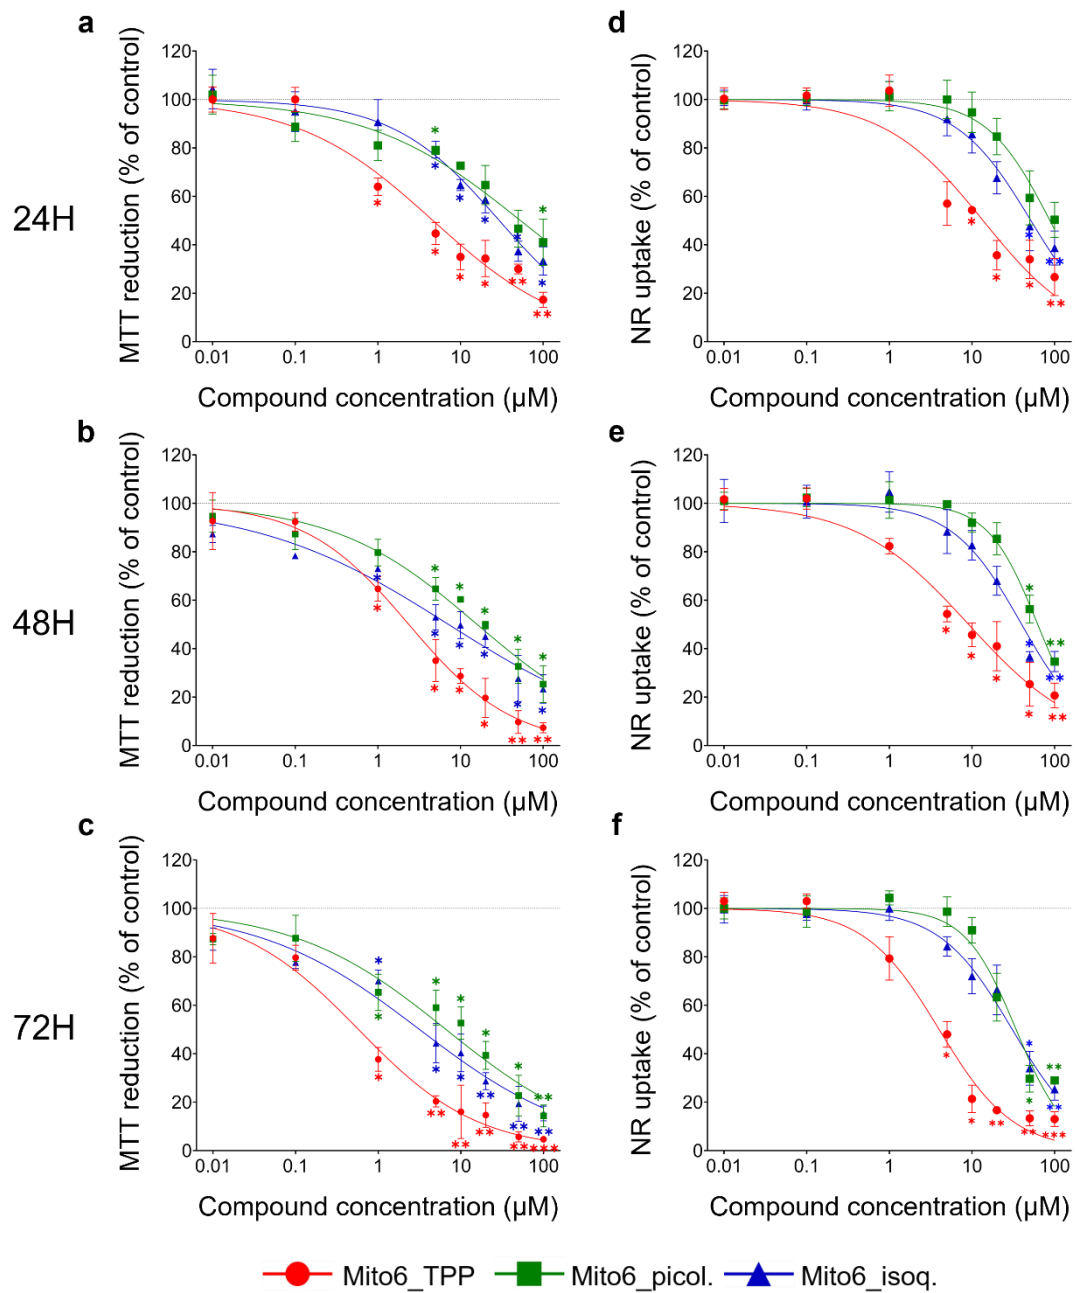 a
MTT reduction (% of control)
120
100
80
60
40
20
0
0.01 0.1 1 10 100
Compound concentration (µM)
24H
d
NR uptake (% of control)
120
100
80
60
40
20
0
0.01 0.1 1 10 100
Compound concentration (µM)
b
MTT reduction (% of control)
120
100
80
60
40
20
0
0.01 0.1 1 10 100
Compound concentration (µM)
48H
e
NR uptake (% of control)
120
100
80
60
40
20
0
0.01 0.1 1 10 100
Compound concentration (µM)
c
MTT reduction (% of control)
120
100
80
60
40
20
0
0.01 0.1 1 10 100
Compound concentration (µM)
72H
f
NR uptake (% of control)
120
100
80
60
40
20
0
0.01 0.1 1 10 100
Compound concentration (µM)
Mito6_TPP Mito6_picol. Mito6_isoq.